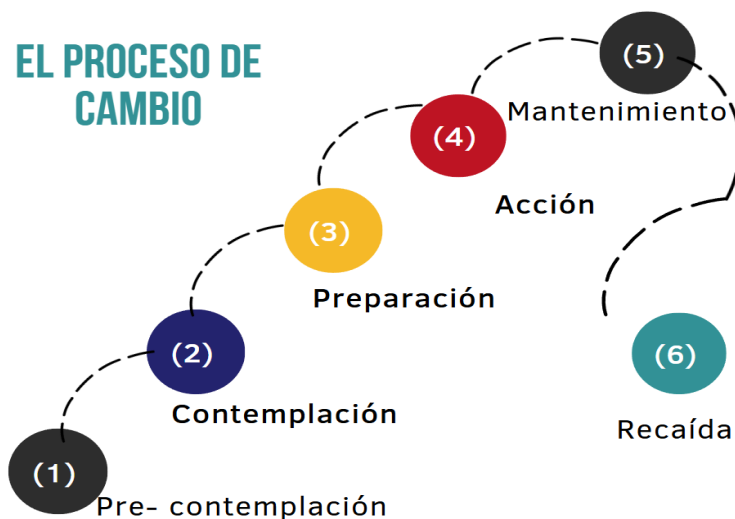 EL PROCESO DE
CAMBIO
(1)
Pre- contemplación
(2)
Contemplación
(3)
Preparación
(4)
Acción
(5)
Mantenimiento
(6)
Recaída